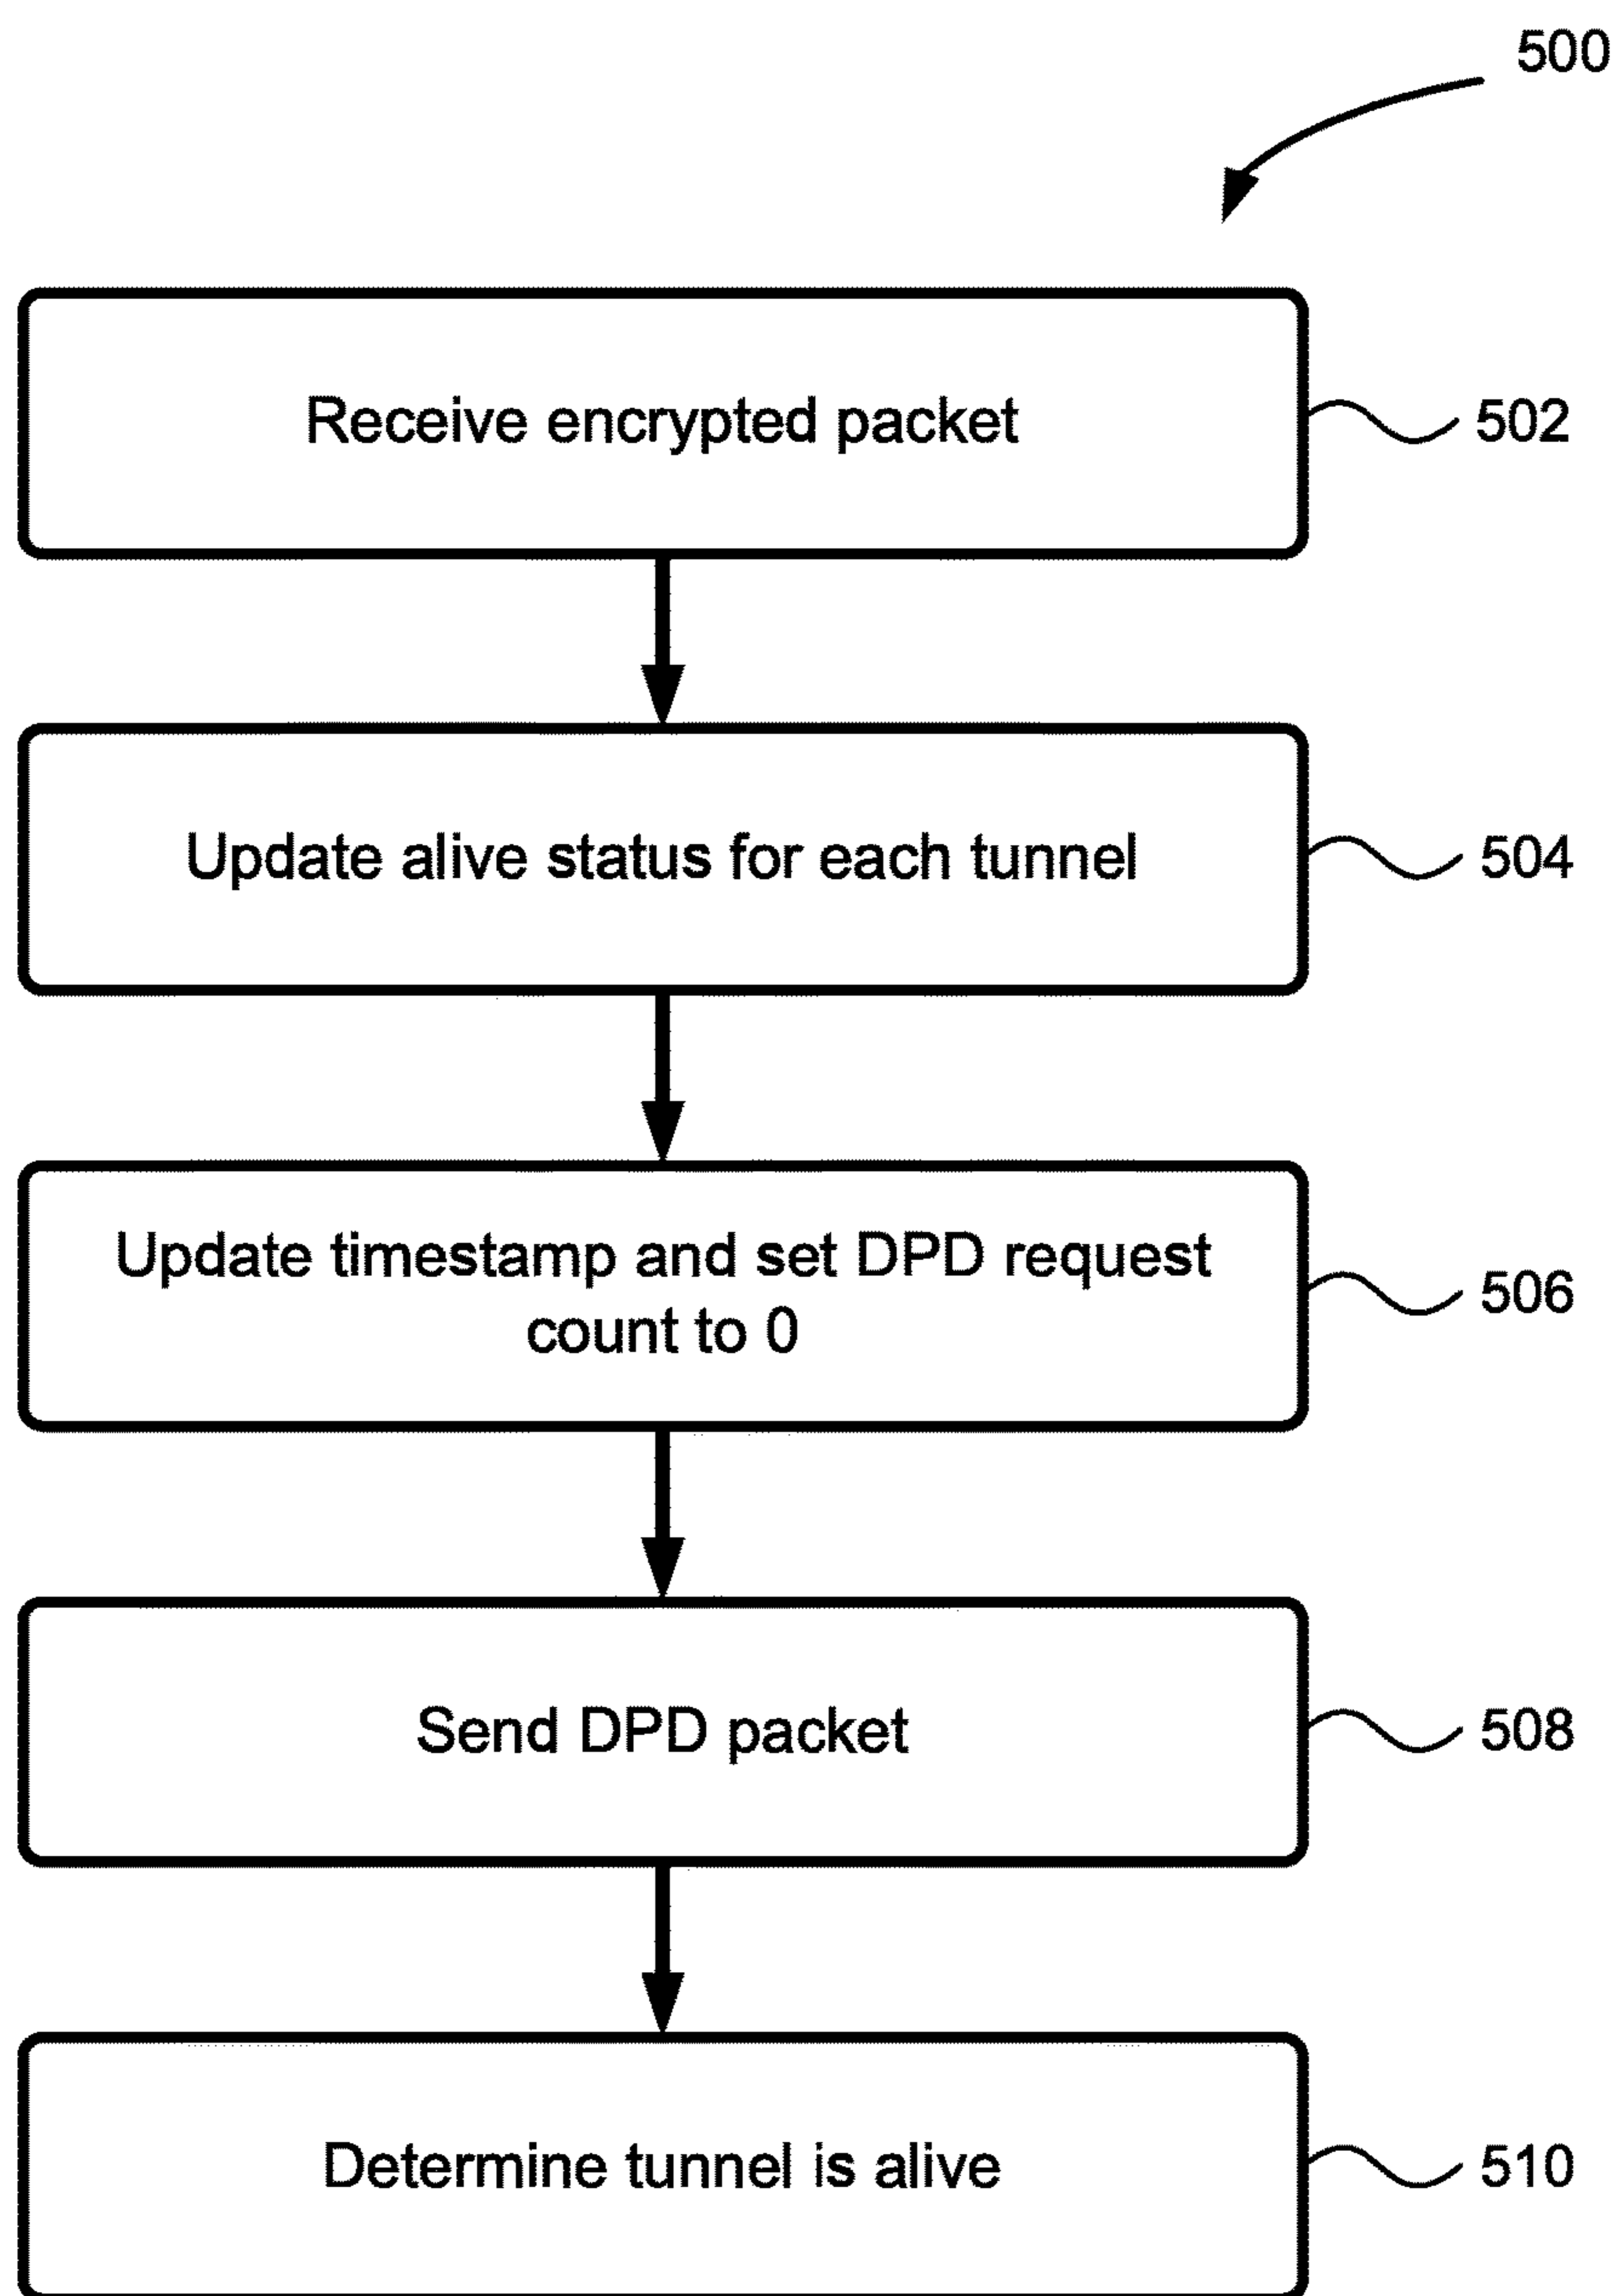 500
Receive encrypted packet
502
Update alive status for each tunnel
504
Update timestamp and set DPD request
count to 0
506
Send DPD packet
508
Determine tunnel is alive
510